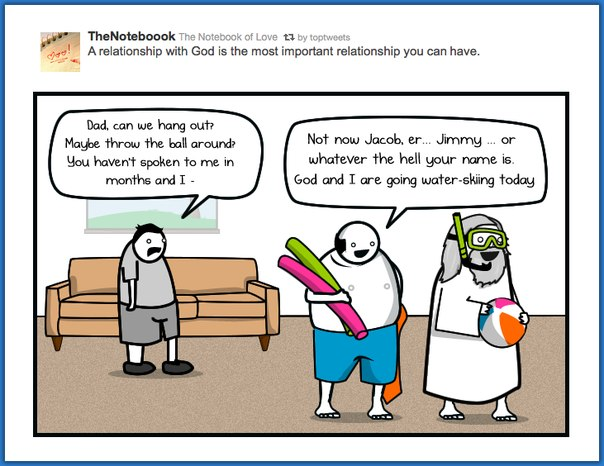 TheNoteboook The Notebook of Love by toptweets
A relationship with God is the most important relationship you can have.
Dad, can we hang out?
Maybe throw the ball around?
You haven't spoken to me in
months and I -
Not now Jacob, er... Jimmy ... or
whatever the hell your name is.
God and I are going water-skiing today